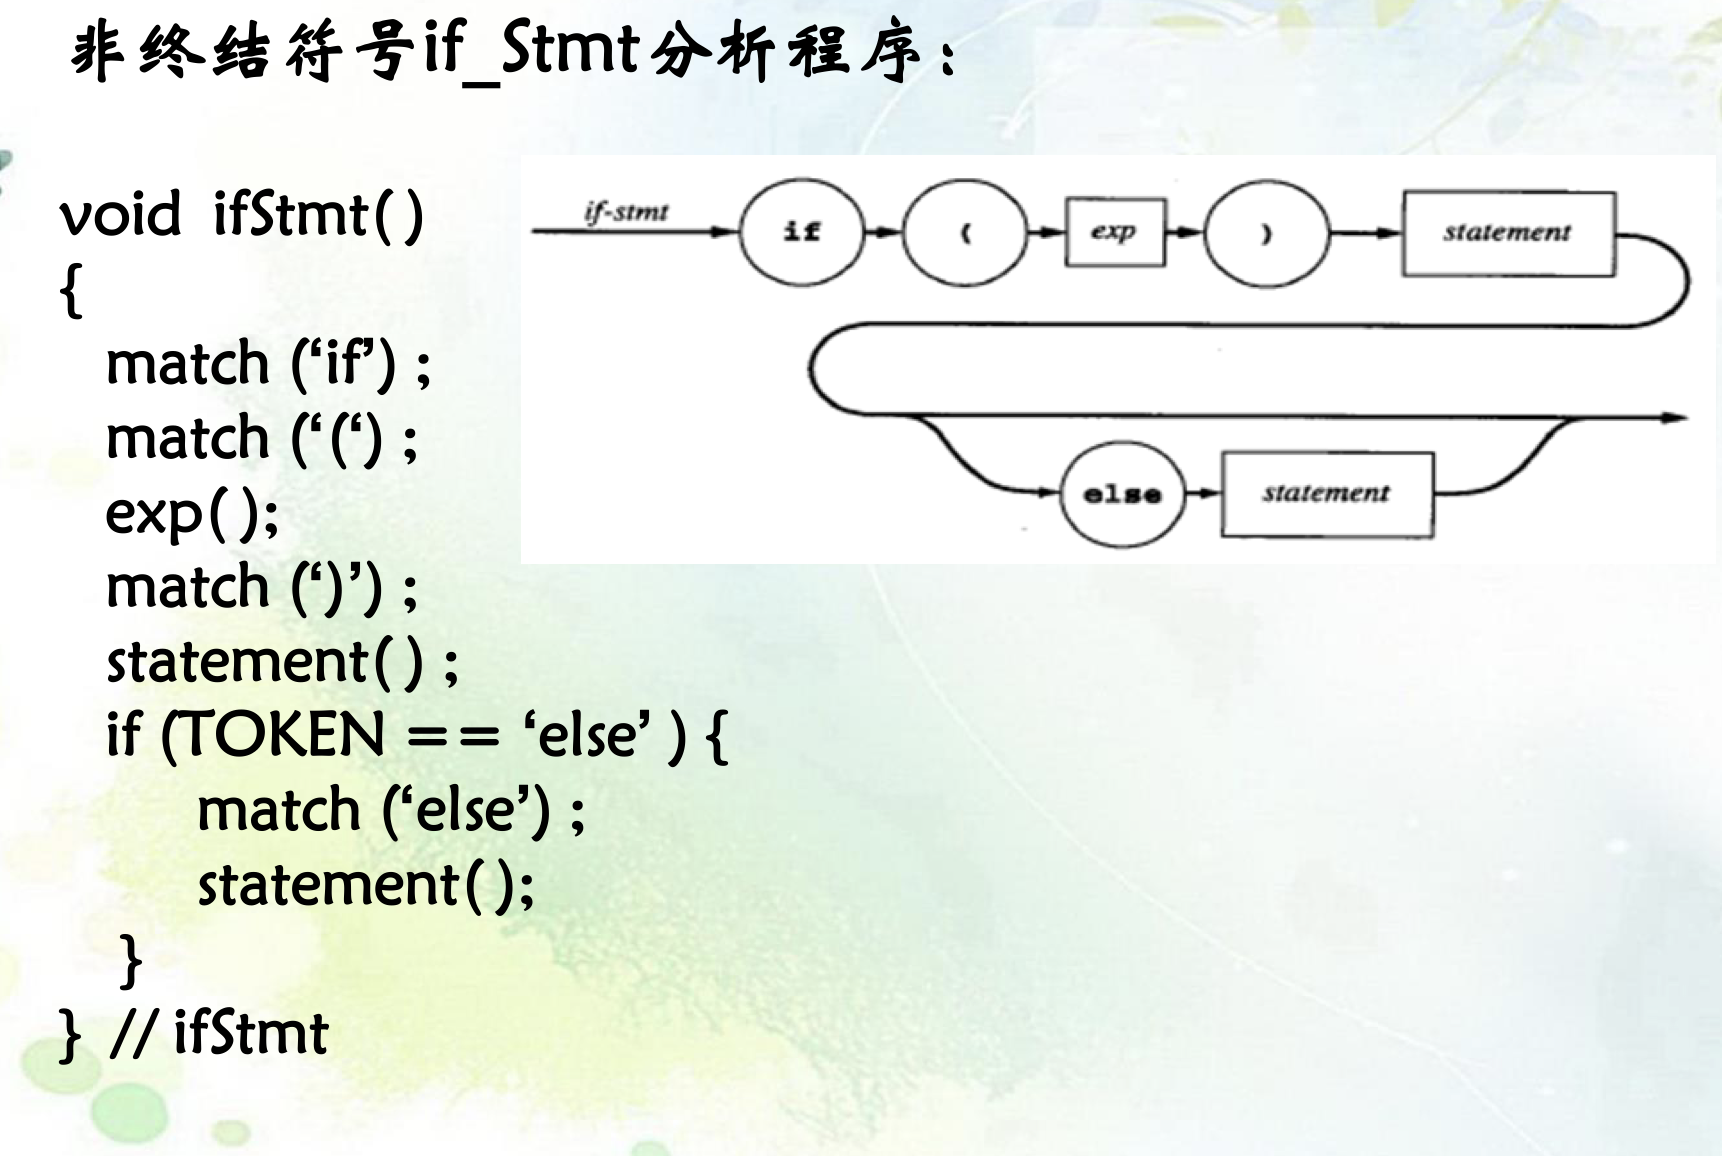 非终结符号if_Stmt分析程序：
void ifStmt( )
{
match (‘if’) ;
match (‘(‘) ;
exp( );
match (‘)’) ;
statement( ) ;
if (TOKEN == ‘else’ ) {
match (‘else’) ;
statement( );
}
} // ifStmt
if-stmt
if ( exp ) statement
else statement